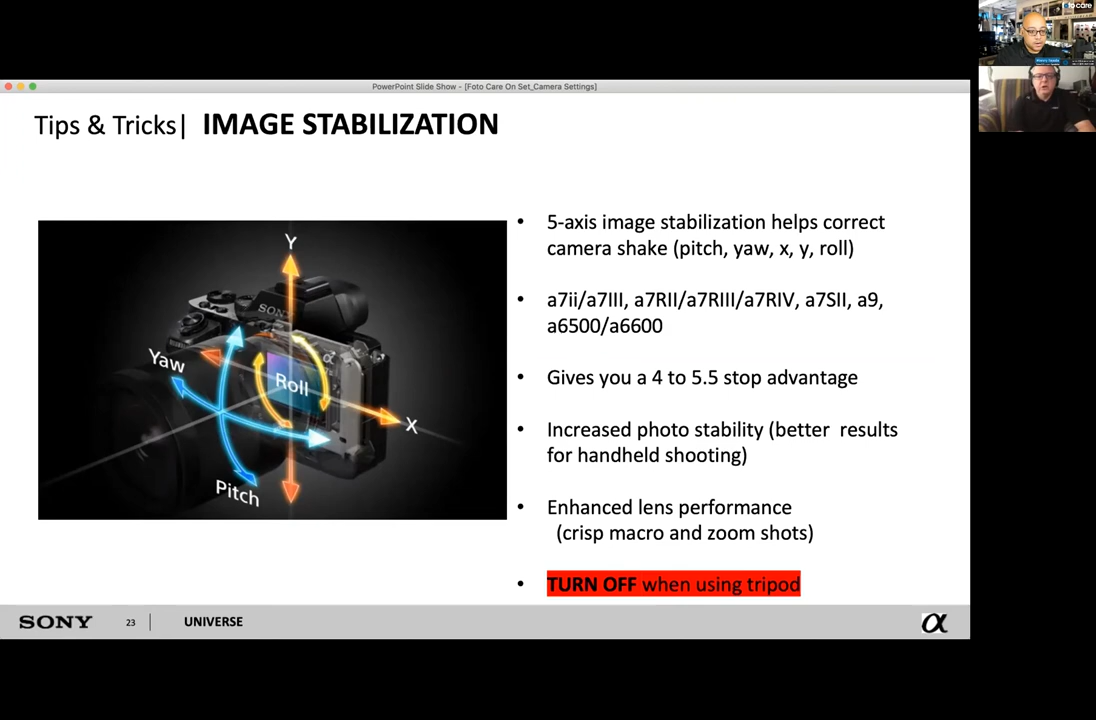 foto care
PowerPoint Slide Show - [Foto Care On Set_Camera Settings]
Tips & Tricks| IMAGE STABILIZATION
Y
SONY
α
Yaw
Roll
X
Pitch
• 5-axis image stabilization helps correct
camera shake (pitch, yaw, x, y, roll)
• a7ii/a7III, a7RII/a7RIII/a7RIV, a7SII, a9,
a6500/a6600
• Gives you a 4 to 5.5 stop advantage
• Increased photo stability (better results
for handheld shooting)
• Enhanced lens performance
(crisp macro and zoom shots)
• TURN OFF when using tripod
SONY 23 | UNIVERSE α